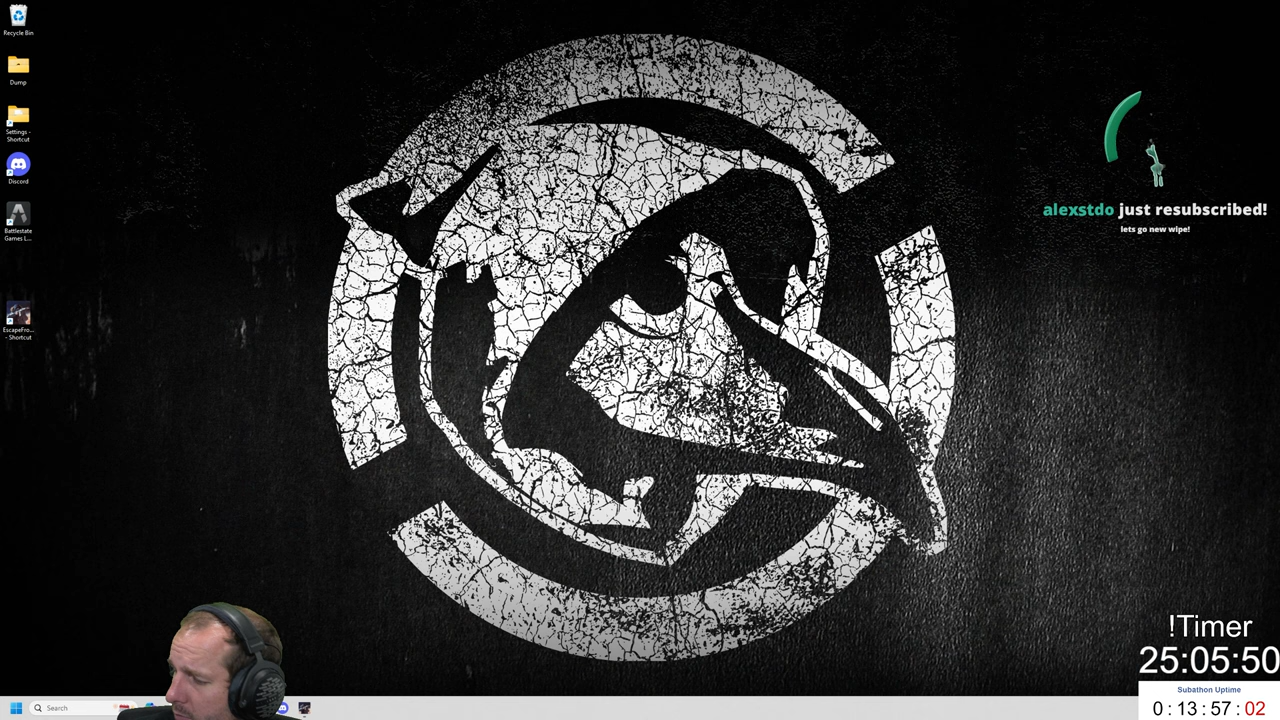 Recycle Bin
Dump
Settings -
Shortcut
Discord
Battlestate
Games L...
EscapeFro...
- Shortcut
alexstdo just resubscribed!
lets go new wipe!
!Timer
25:05:50
Subathon Uptime
0 : 13 : 57 : 02
Search